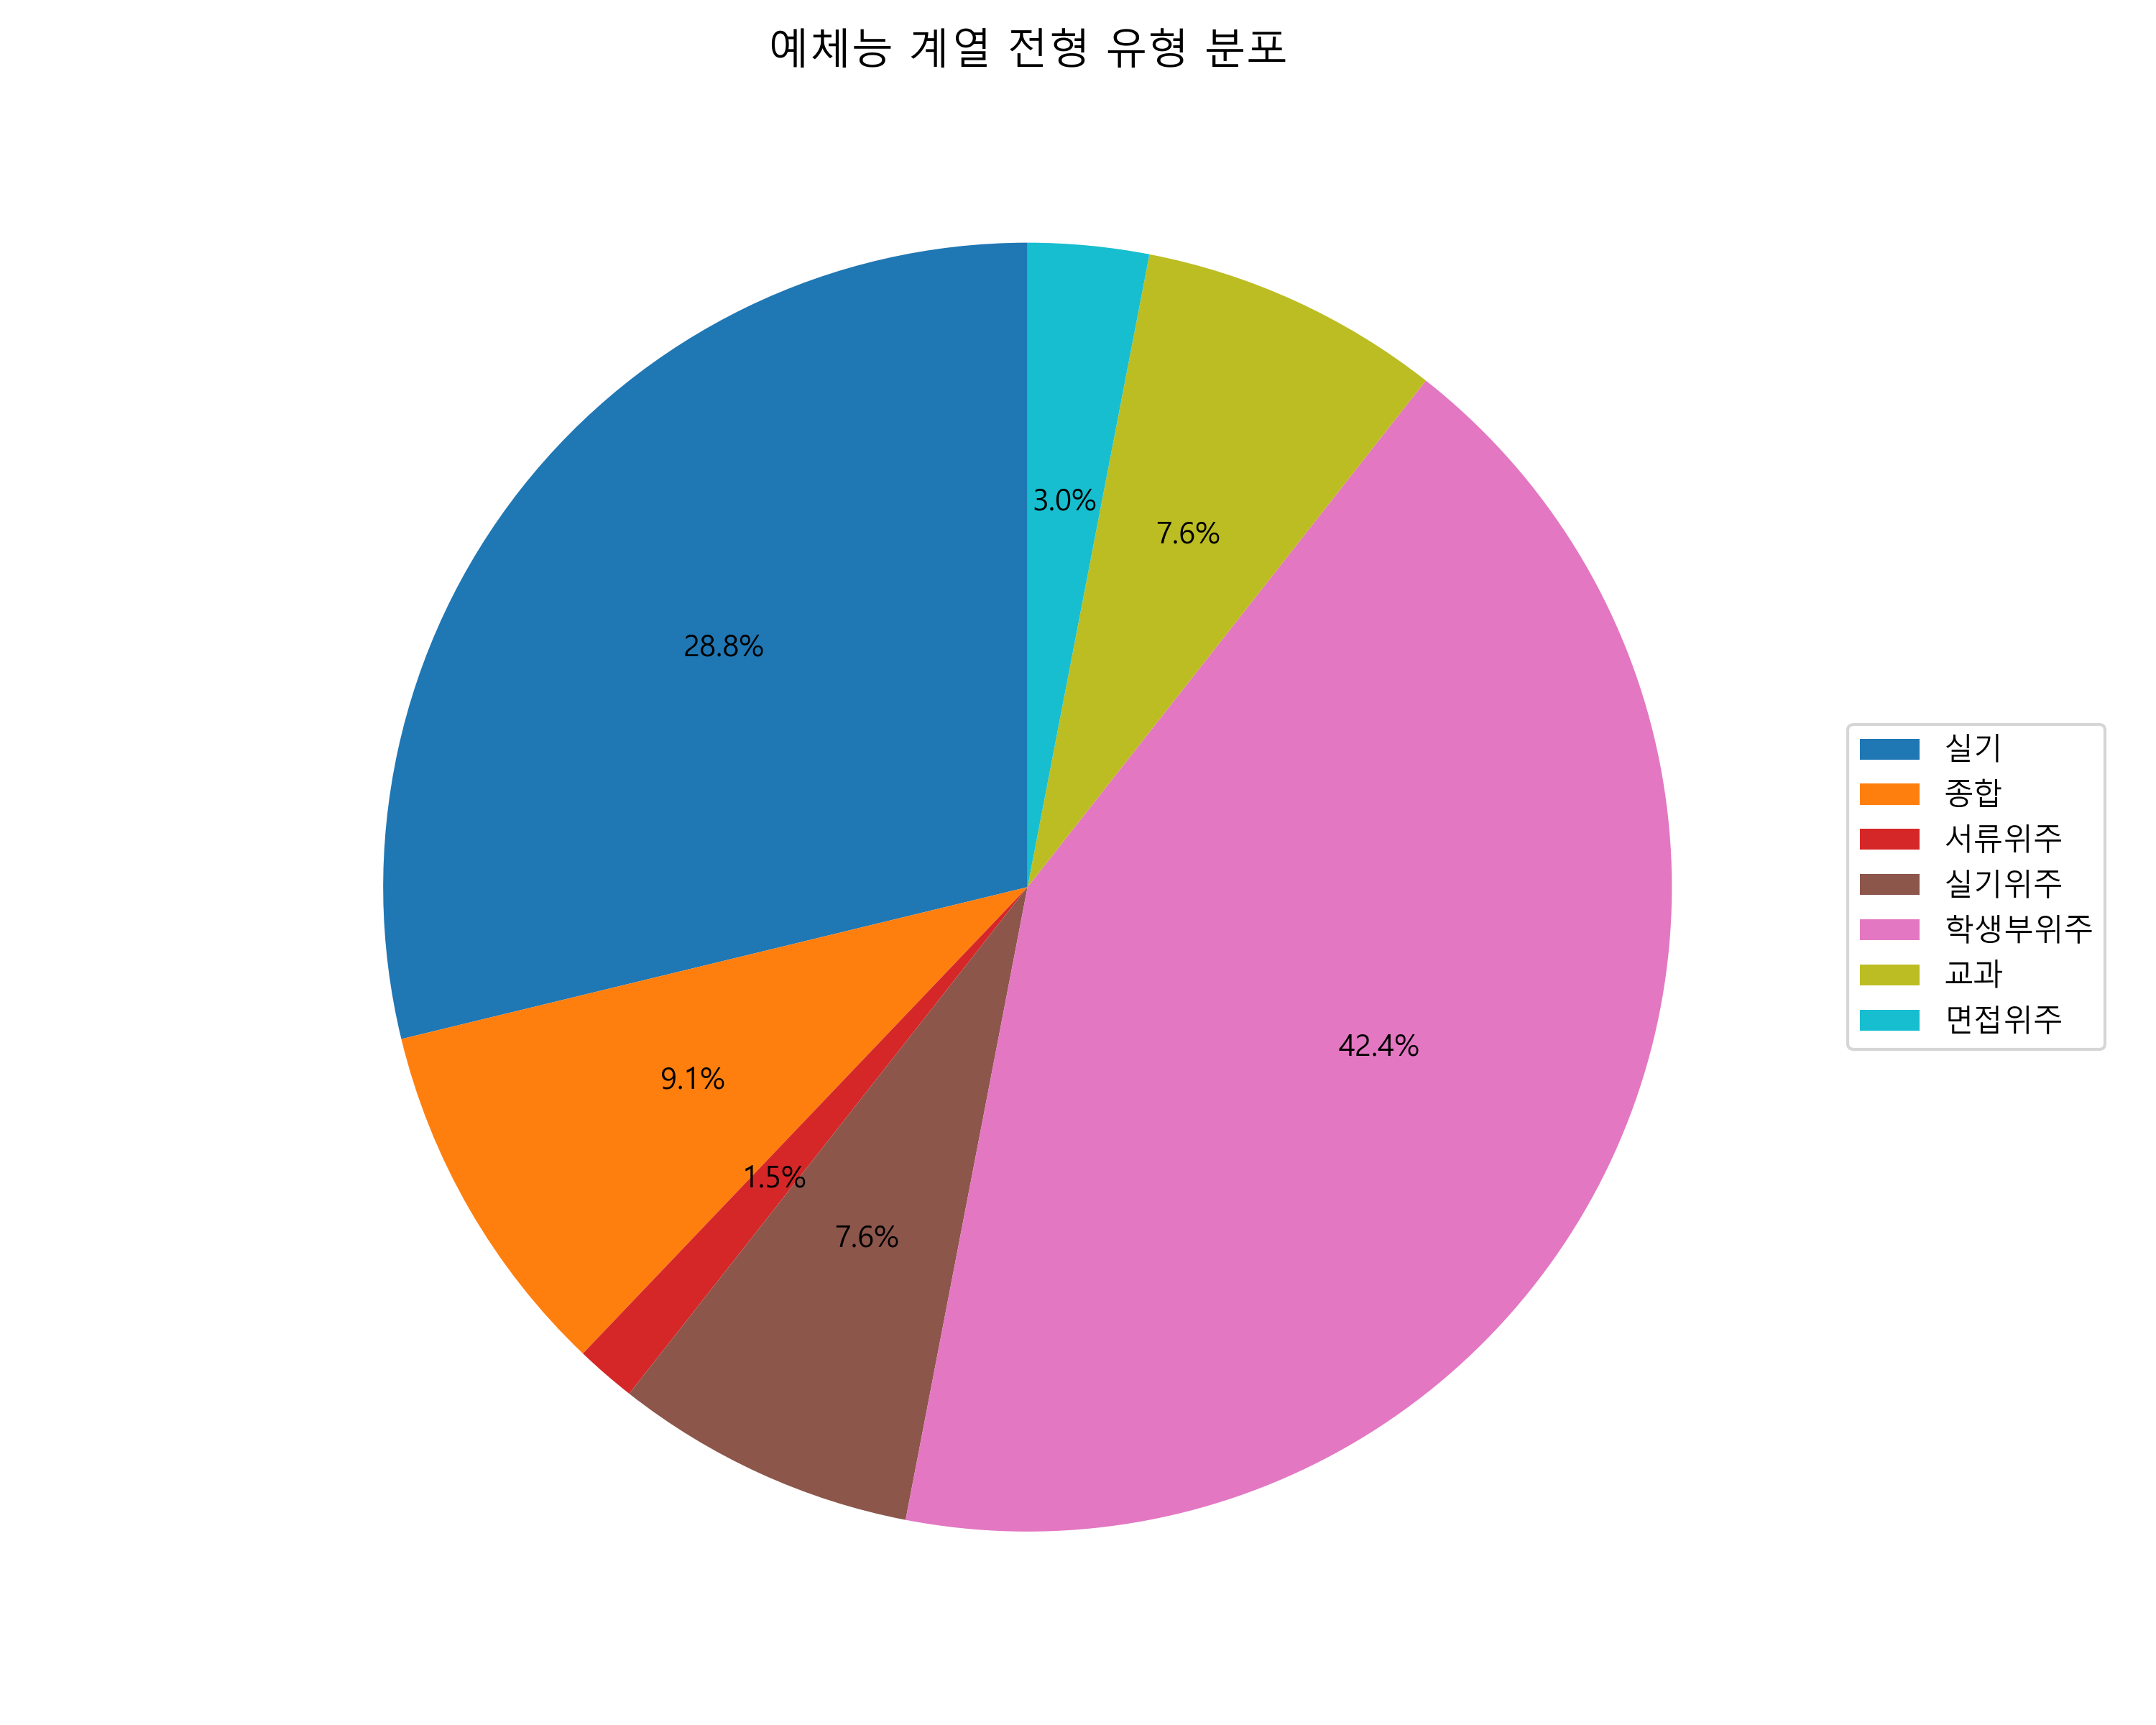 예체능 계열 전형 유형 분포
3.0%
7.6%
28.8%
42.4%
9.1%
1.5%
7.6%
실기
종합
서류위주
실기위주
학생부위주
교과
면접위주